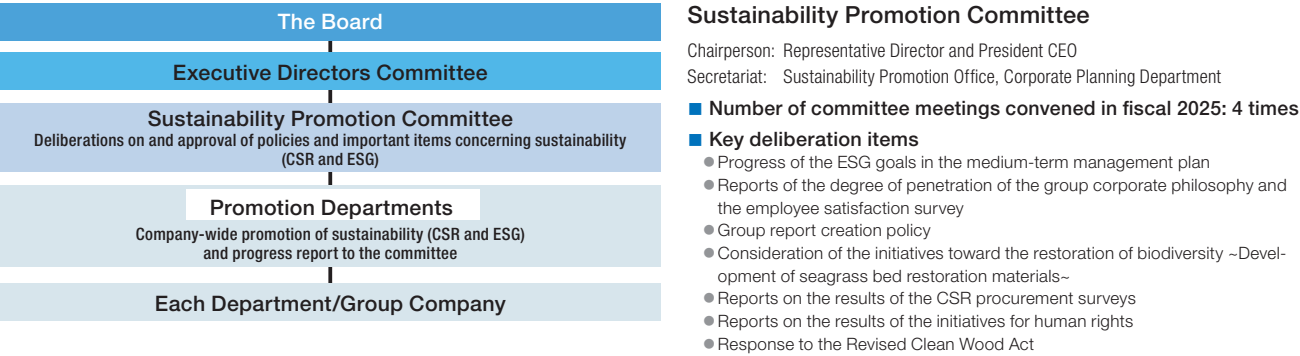 The Board
Executive Directors Committee
Sustainability Promotion Committee
Deliberations on and approval of policies and important items concerning sustainability
(CSR and ESG)
Promotion Departments
Company-wide promotion of sustainability (CSR and ESG)
and progress report to the committee
Each Department/Group Company
Sustainability Promotion Committee
Chairperson: Representative Director and President CEO
Secretariat: Sustainability Promotion Office, Corporate Planning Department
■ Number of committee meetings convened in fiscal 2025: 4 times
■ Key deliberation items
● Progress of the ESG goals in the medium-term management plan
● Reports of the degree of penetration of the group corporate philosophy and
the employee satisfaction survey
● Group report creation policy
● Consideration of the initiatives toward the restoration of biodiversity ~Devel-
opment of seagrass bed restoration materials~
● Reports on the results of the CSR procurement surveys
● Reports on the results of the initiatives for human rights
● Response to the Revised Clean Wood Act